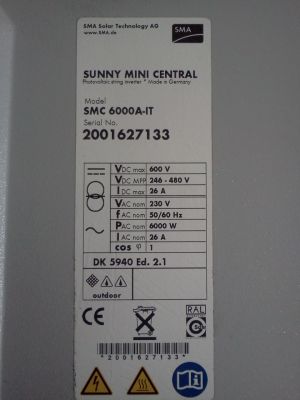 SMA Solar Technology AG
www.SMA.de
SMA
SUNNY MINI CENTRAL
Photovoltaic string inverter * Made in Germany
Model
SMC 6000A-IT
Serial No.
2001627133
VDC max 600 V
VDC MPP 246 - 480 V
IDC max 26 A
VAC nom 230 V
fAC nom 50/60 Hz
PAC nom 6000 W
IAC nom 26 A
cos φ 1
DK 5940 Ed. 2.1
outdoor
CE
RAL
*2001627133*